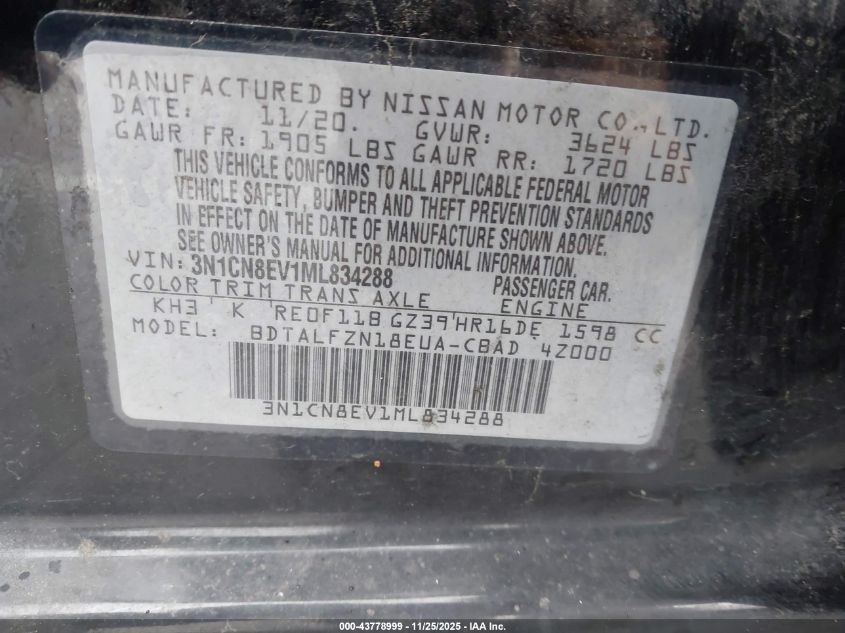 MANUFACTURED BY NISSAN MOTOR CO., LTD.
DATE: 11/20. GVWR: 3624 LBS
GAWR FR: 1905 LBS GAWR RR: 1720 LBS
THIS VEHICLE CONFORMS TO ALL APPLICABLE FEDERAL MOTOR
VEHICLE SAFETY, BUMPER AND THEFT PREVENTION STANDARDS
IN EFFECT ON THE DATE OF MANUFACTURE SHOWN ABOVE.
SEE OWNER'S MANUAL FOR ADDITIONAL INFORMATION.
VIN: 3N1CN8EV1ML834288 PASSENGER CAR.
COLOR TRIM TRANS AXLE ENGINE
KH3 K RE0F11B GZ39 HR16DE 1598 CC
MODEL: BDTALFZN18EUA-CBAD 4Z000
3N1CN8EV1ML834288
000-43778999 — 11/25/2025 - IAA Inc.